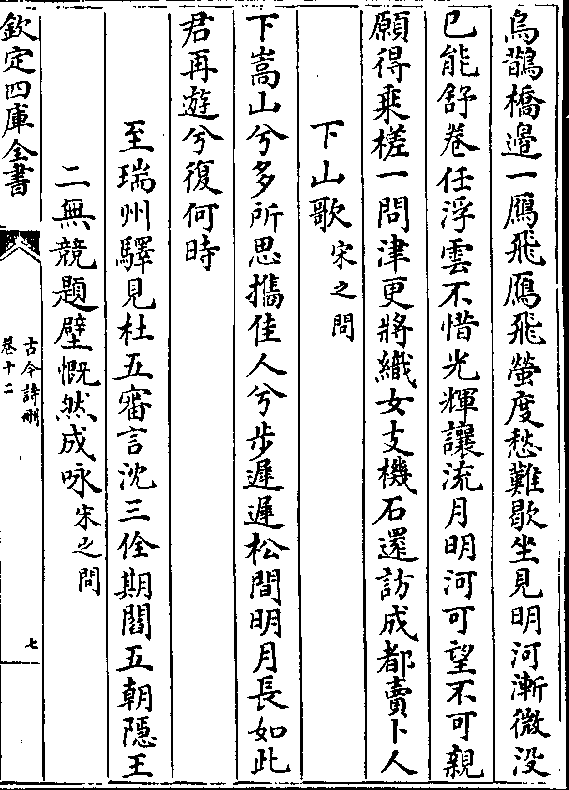 烏鵲橋邉一鴈飛鴈飛螢度愁難歇坐見明河漸微没
已能舒卷任浮雲不惜光輝讓流月明河可望不可親
願得乘槎一問津更將織女支機石還訪成都賣卜人
下山歌宋之問
下嵩山兮多所思攜佳人兮步遲遲松間明月長如此
君再遊兮復何時
至瑞州驛見杜五審言沈三佺期閻五朝隱王
二無競題壁慨然成咏宋之問
欽定四庫全書
古今詩刪
卷十二
七